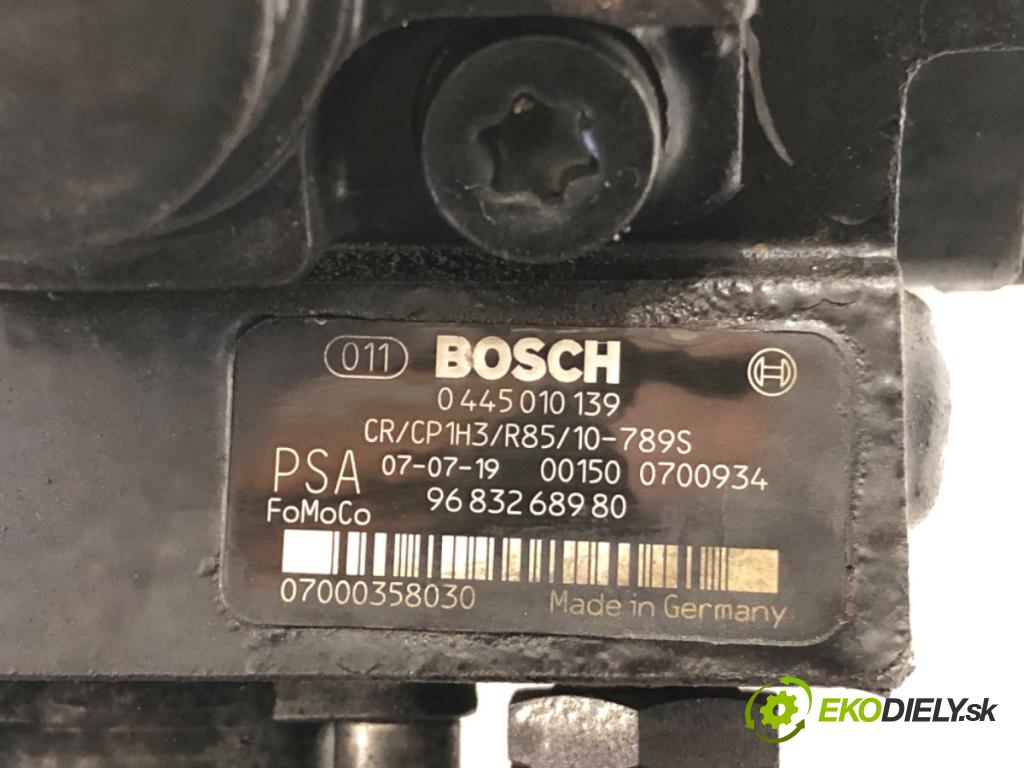 011 BOSCH
0 445 010 139
CR/CP1H3/R85/10-789S
PSA 07-07-19 00150 0700934
FoMoCo 96 832 689 80
07000358030 Made in Germany
EKODIELY.sk